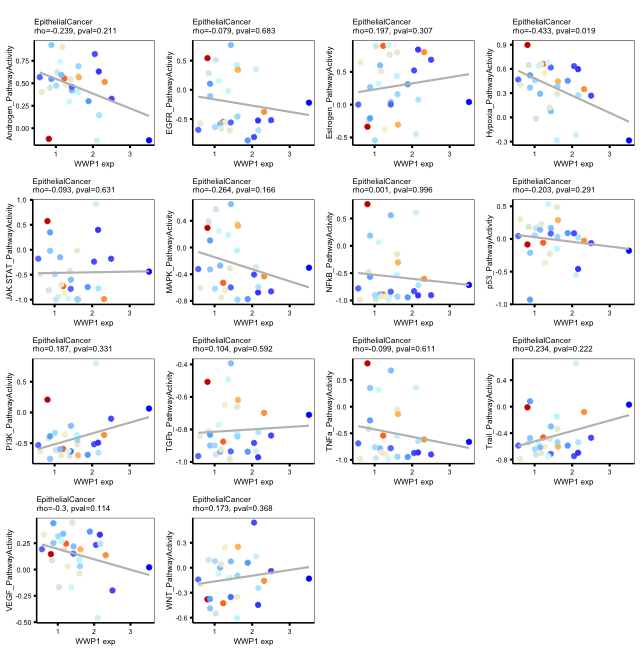 EpithelialCancer
rho=-0.239, pval=0.211
Androgen_PathwayActivity
0.75
0.50
0.25
0.00
1
2
3
WWP1 exp
EpithelialCancer
rho=-0.079, pval=0.683
EGFR_PathwayActivity
0.5
0.0
-0.5
1
2
3
WWP1 exp
EpithelialCancer
rho=0.197, pval=0.307
Estrogen_PathwayActivity
0.5
0.0
-0.5
1
2
3
WWP1 exp
EpithelialCancer
rho=-0.433, pval=0.019
Hypoxia_PathwayActivity
0.9
0.6
0.3
0.0
-0.3
1
2
3
WWP1 exp
EpithelialCancer
rho=-0.093, pval=0.631
JAK-STAT_PathwayActivity
1.0
0.5
0.0
-0.5
-1.0
1
2
3
WWP1 exp
EpithelialCancer
rho=-0.264, pval=0.166
MAPK_PathwayActivity
0.4
0.0
-0.4
-0.8
1
2
3
WWP1 exp
EpithelialCancer
rho=0.001, pval=0.996
NFkB_PathwayActivity
0.5
0.0
-0.5
-1.0
1
2
3
WWP1 exp
EpithelialCancer
rho=-0.203, pval=0.291
p53_PathwayActivity
0.5
0.0
-0.5
-1.0
1
2
3
WWP1 exp
EpithelialCancer
rho=0.187, pval=0.331
PI3K_PathwayActivity
0.5
0.0
-0.5
1
2
3
WWP1 exp
EpithelialCancer
rho=0.104, pval=0.592
TGFb_PathwayActivity
-0.4
-0.6
-0.8
-1.0
1
2
3
WWP1 exp
EpithelialCancer
rho=-0.099, pval=0.611
TNFa_PathwayActivity
0.5
0.0
-0.5
-1.0
1
2
3
WWP1 exp
EpithelialCancer
rho=0.234, pval=0.222
Trail_PathwayActivity
0.4
0.0
-0.4
-0.8
1
2
3
WWP1 exp
EpithelialCancer
rho=-0.3, pval=0.114
VEGF_PathwayActivity
0.25
0.00
-0.25
-0.50
1
2
3
WWP1 exp
EpithelialCancer
rho=0.173, pval=0.368
WNT_PathwayActivity
0.3
0.0
-0.3
-0.6
1
2
3
WWP1 exp